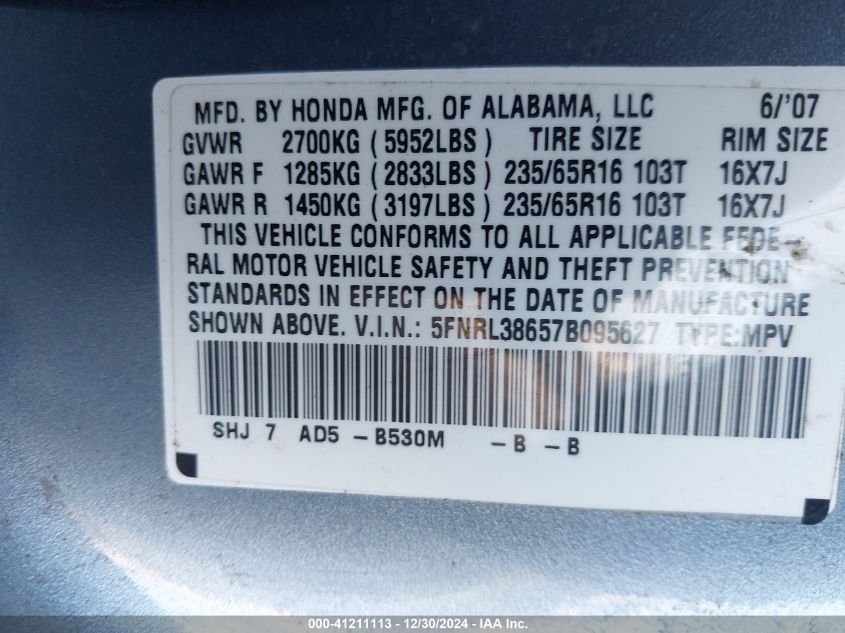 MFD. BY HONDA MFG. OF ALABAMA, LLC 6/'07
GVWR 2700KG (5952LBS) TIRE SIZE RIM SIZE
GAWR F 1285KG (2833LBS) 235/65R16 103T 16X7J
GAWR R 1450KG (3197LBS) 235/65R16 103T 16X7J
THIS VEHICLE CONFORMS TO ALL APPLICABLE FEDE-
RAL MOTOR VEHICLE SAFETY AND THEFT PREVENTION
STANDARDS IN EFFECT ON THE DATE OF MANUFACTURE
SHOWN ABOVE. V.I.N.: 5FNRL38657B095627 TYPE:MPV
SHJ 7 AD5 -B530M -B -B
000-41211113 - 12/30/2024 - IAA Inc.